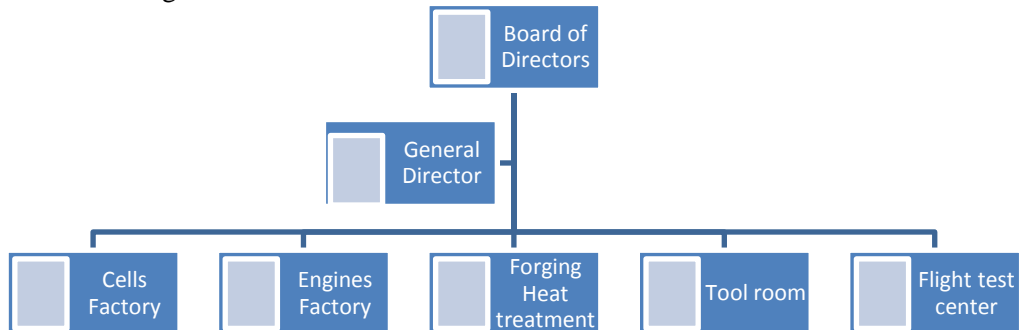 Board of
Directors
General
Director
Cells
Factory
Engines
Factory
Forging
Heat
treatment
Tool room
Flight test
center